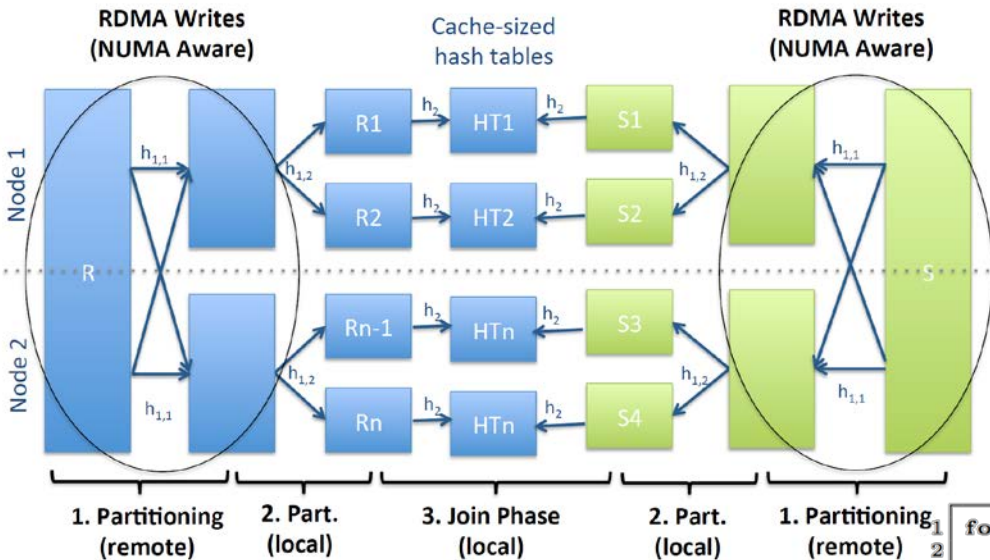 RDMA Writes
(NUMA Aware)
Cache-sized
hash tables
RDMA Writes
(NUMA Aware)
Node 1
Node 2
R
h1,1
h1,1
h1,2
h1,2
R1
h2
HT1
h2
S1
R2
h2
HT2
h2
S2
Rn-1
h2
HTn
h2
S3
Rn
h2
HTn
h2
S4
h1,2
h1,2
h1,1
h1,1
S
1. Partitioning
(remote)
2. Part.
(local)
3. Join Phase
(local)
2. Part.
(local)
1. Partitioning
(remote)
1 fo
2